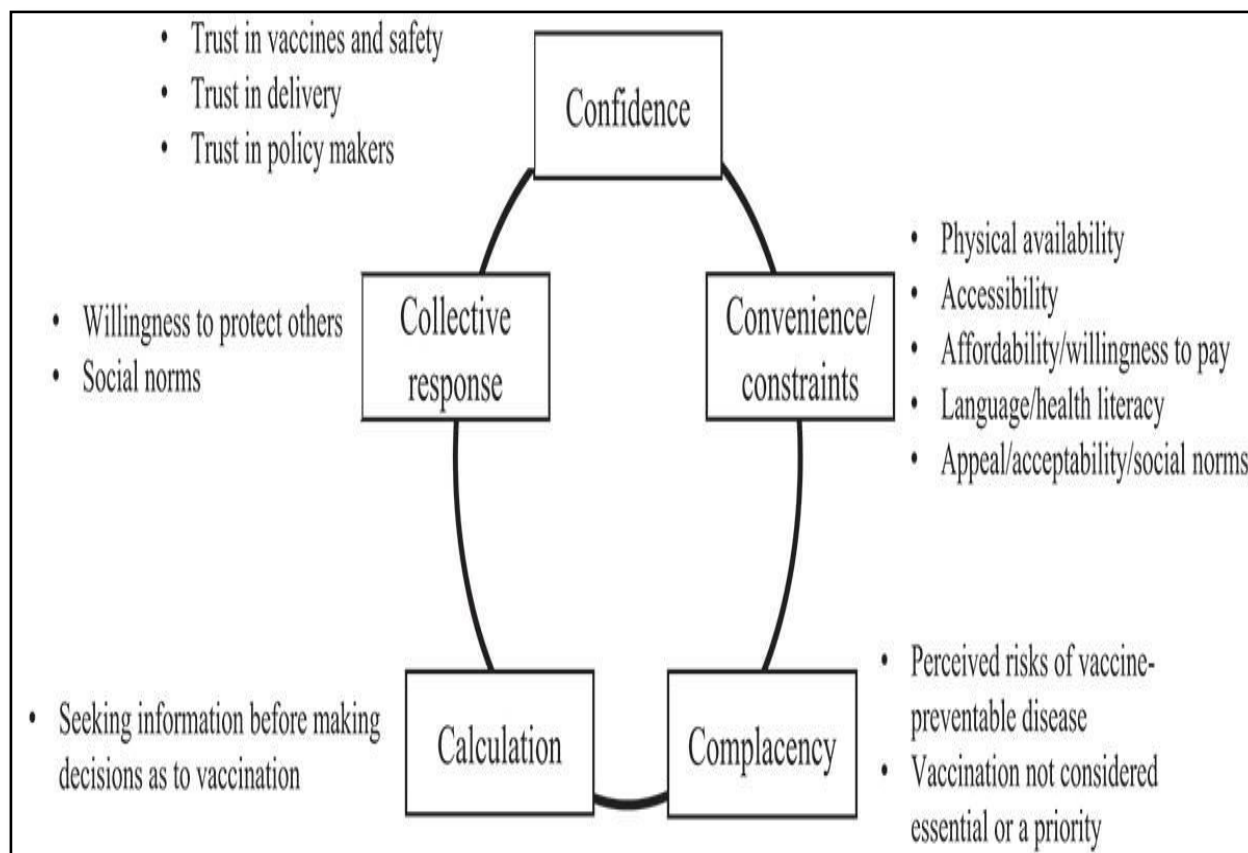 • Trust in vaccines and safety
• Trust in delivery
• Trust in policy makers
Confidence
• Willingness to protect others
• Social norms
Collective
response
Convenience/
constraints
• Physical availability
• Accessibility
• Affordability/willingness to pay
• Language/health literacy
• Appeal/acceptability/social norms
• Seeking information before making
decisions as to vaccination
Calculation
Complacency
• Perceived risks of vaccine-
preventable disease
• Vaccination not considered
essential or a priority